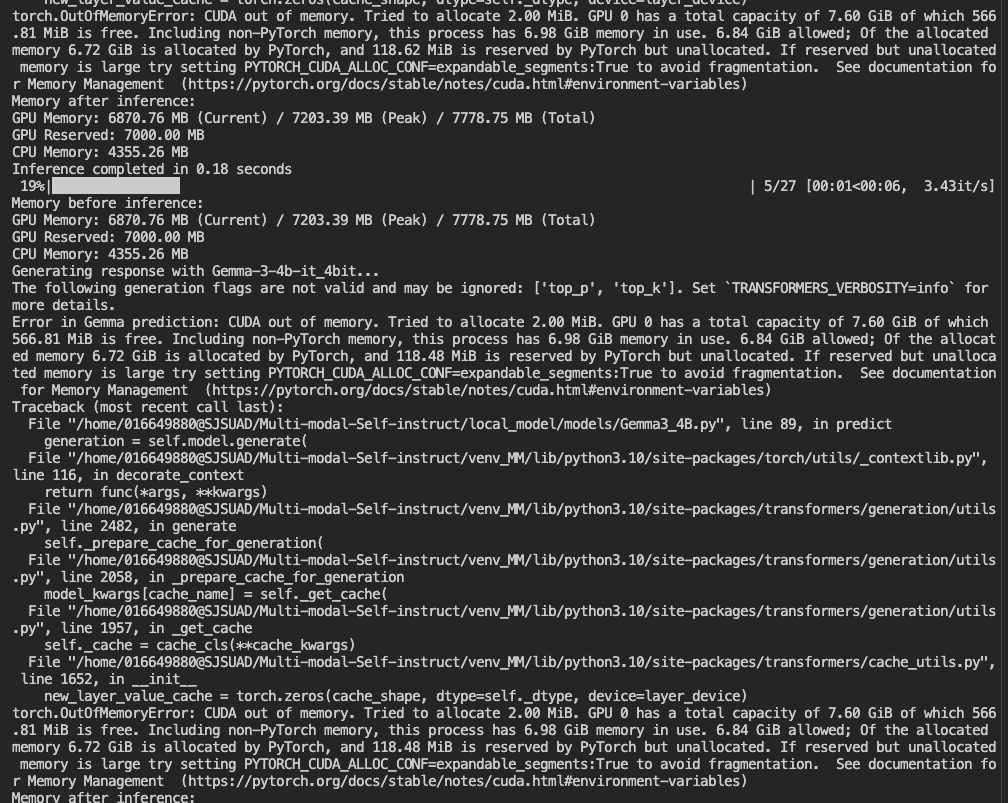 new_layer_value_cache = torch.zeros(cache_shape, dtype=self._dtype, device=layer_device)
torch.OutOfMemoryError: CUDA out of memory. Tried to allocate 2.00 MiB. GPU 0 has a total capacity of 7.60 GiB of which 566
.81 MiB is free. Including non-PyTorch memory, this process has 6.98 GiB memory in use. 6.84 GiB allowed; Of the allocated
memory 6.72 GiB is allocated by PyTorch, and 118.62 MiB is reserved by PyTorch but unallocated. If reserved but unallocated
memory is large try setting PYTORCH_CUDA_ALLOC_CONF=expandable_segments:True to avoid fragmentation.  See documentation fo
r Memory Management  (https://pytorch.org/docs/stable/notes/cuda.html#environment-variables)
Memory after inference:
GPU Memory: 6870.76 MB (Current) / 7203.39 MB (Peak) / 7778.75 MB (Total)
GPU Reserved: 7000.00 MB
CPU Memory: 4355.26 MB
Inference completed in 0.18 seconds
19%| | 5/27 [00:01<00:06,  3.43it/s]
Memory before inference:
GPU Memory: 6870.76 MB (Current) / 7203.39 MB (Peak) / 7778.75 MB (Total)
GPU Reserved: 7000.00 MB
CPU Memory: 4355.26 MB
Generating response with Gemma-3-4b-it_4bit...
The following generation flags are not valid and may be ignored: ['top_p', 'top_k']. Set `TRANSFORMERS_VERBOSITY=info` for
more details.
Error in Gemma prediction: CUDA out of memory. Tried to allocate 2.00 MiB. GPU 0 has a total capacity of 7.60 GiB of which
566.81 MiB is free. Including non-PyTorch memory, this process has 6.98 GiB memory in use. 6.84 GiB allowed; Of the allocat
ed memory 6.72 GiB is allocated by PyTorch, and 118.48 MiB is reserved by PyTorch but unallocated. If reserved but unalloca
ted memory is large try setting PYTORCH_CUDA_ALLOC_CONF=expandable_segments:True to avoid fragmentation.  See documentation
for Memory Management  (https://pytorch.org/docs/stable/notes/cuda.html#environment-variables)
Traceback (most recent call last):
  File "/home/016649880@SJSUAD/Multi-modal-Self-instruct/local_model/models/Gemma3_4B.py", line 89, in predict
    generation = self.model.generate(
  File "/home/016649880@SJSUAD/Multi-modal-Self-instruct/venv_MM/lib/python3.10/site-packages/torch/utils/_contextlib.py",
line 116, in decorate_context
    return func(*args, **kwargs)
  File "/home/016649880@SJSUAD/Multi-modal-Self-instruct/venv_MM/lib/python3.10/site-packages/transformers/generation/utils
.py", line 2482, in generate
    self._prepare_cache_for_generation(
  File "/home/016649880@SJSUAD/Multi-modal-Self-instruct/venv_MM/lib/python3.10/site-packages/transformers/generation/utils
.py", line 2058, in _prepare_cache_for_generation
    model_kwargs[cache_name] = self._get_cache(
  File "/home/016649880@SJSUAD/Multi-modal-Self-instruct/venv_MM/lib/python3.10/site-packages/transformers/generation/utils
.py", line 1957, in _get_cache
    self._cache = cache_cls(**cache_kwargs)
  File "/home/016649880@SJSUAD/Multi-modal-Self-instruct/venv_MM/lib/python3.10/site-packages/transformers/cache_utils.py",
line 1652, in __init__
    new_layer_value_cache = torch.zeros(cache_shape, dtype=self._dtype, device=layer_device)
torch.OutOfMemoryError: CUDA out of memory. Tried to allocate 2.00 MiB. GPU 0 has a total capacity of 7.60 GiB of which 566
.81 MiB is free. Including non-PyTorch memory, this process has 6.98 GiB memory in use. 6.84 GiB allowed; Of the allocated
memory 6.72 GiB is allocated by PyTorch, and 118.48 MiB is reserved by PyTorch but unallocated. If reserved but unallocated
memory is large try setting PYTORCH_CUDA_ALLOC_CONF=expandable_segments:True to avoid fragmentation.  See documentation fo
r Memory Management  (https://pytorch.org/docs/stable/notes/cuda.html#environment-variables)
Memory after inference: